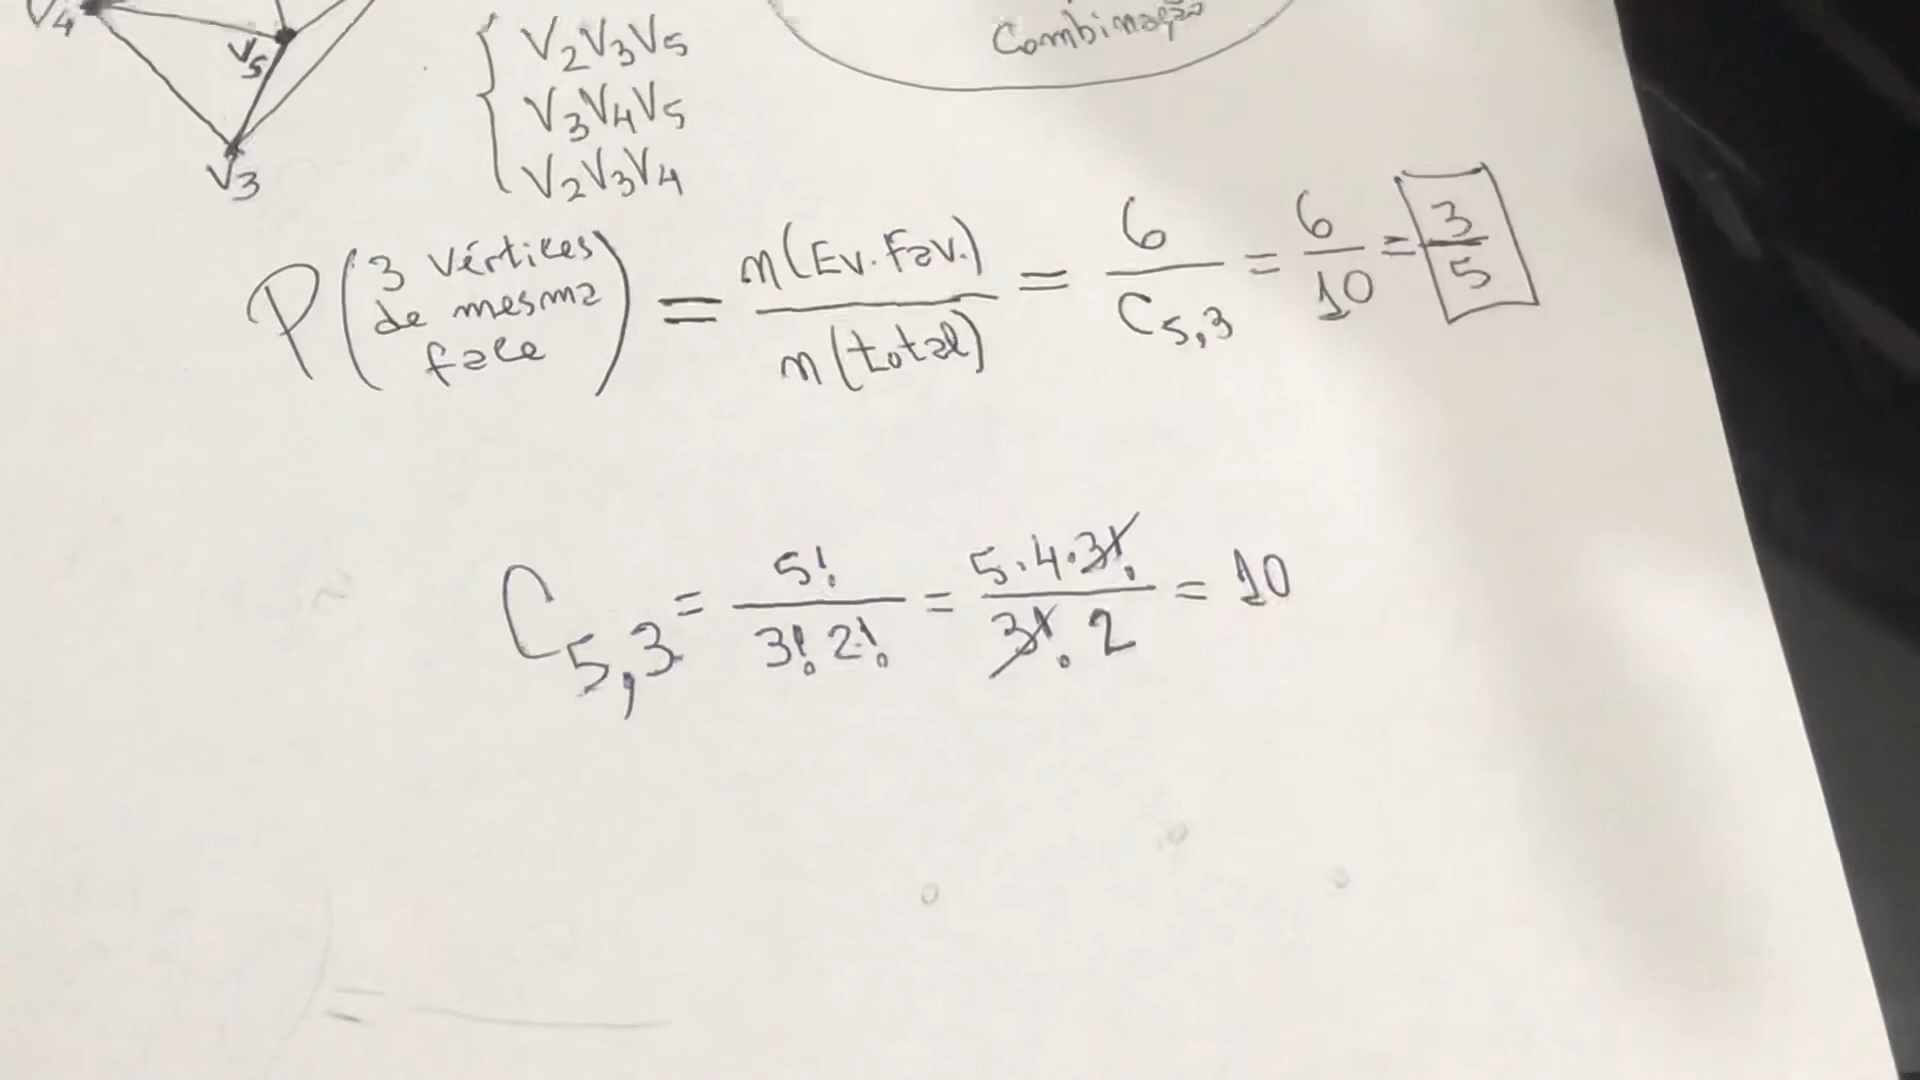 V4
V5
V3
Combinação
V2V3V5
V3V4V5
V2V3V4
P(3 vértices de mesma face) = n(Ev. Fav.) / n(total) = 6 / C5,3 = 6/10 = 3/5
C5,3 = 5! / 3! 2! = 5.4.3! / 3!.2 = 10